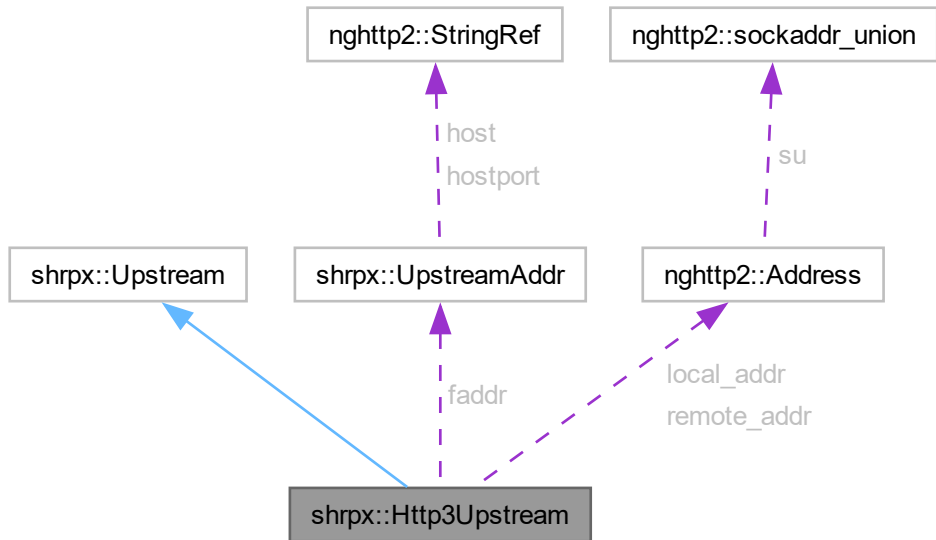 nghttp2::StringRef
nghttp2::sockaddr_union
host
hostport
su
shrpx::Upstream
shrpx::UpstreamAddr
nghttp2::Address
faddr
local_addr
remote_addr
shrpx::Http3Upstream